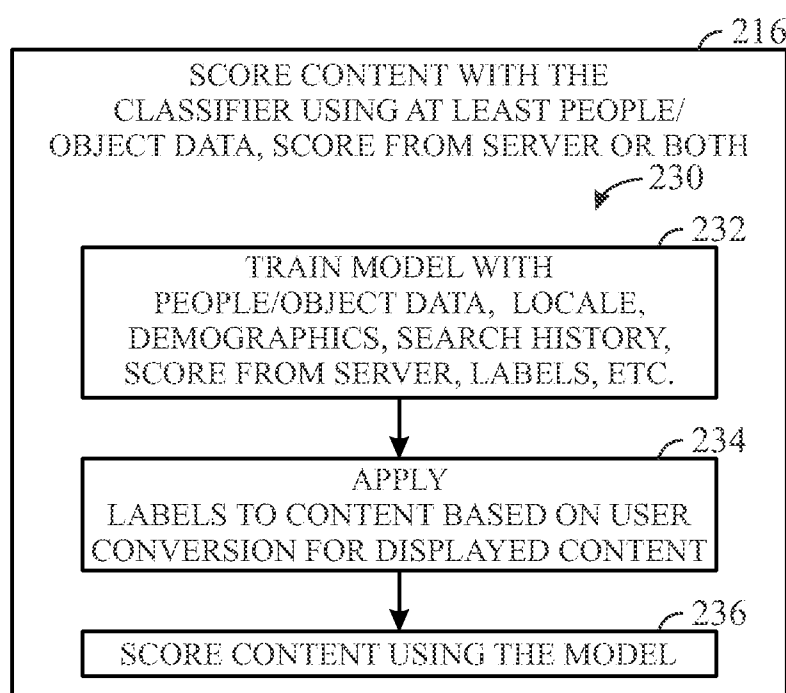 216
SCORE CONTENT WITH THE
CLASSIFIER USING AT LEAST PEOPLE/
OBJECT DATA, SCORE FROM SERVER OR BOTH
230
232
TRAIN MODEL WITH
PEOPLE/OBJECT DATA, LOCALE,
DEMOGRAPHICS, SEARCH HISTORY,
SCORE FROM SERVER, LABELS, ETC.
234
APPLY
LABELS TO CONTENT BASED ON USER
CONVERSION FOR DISPLAYED CONTENT
236
SCORE CONTENT USING THE MODEL